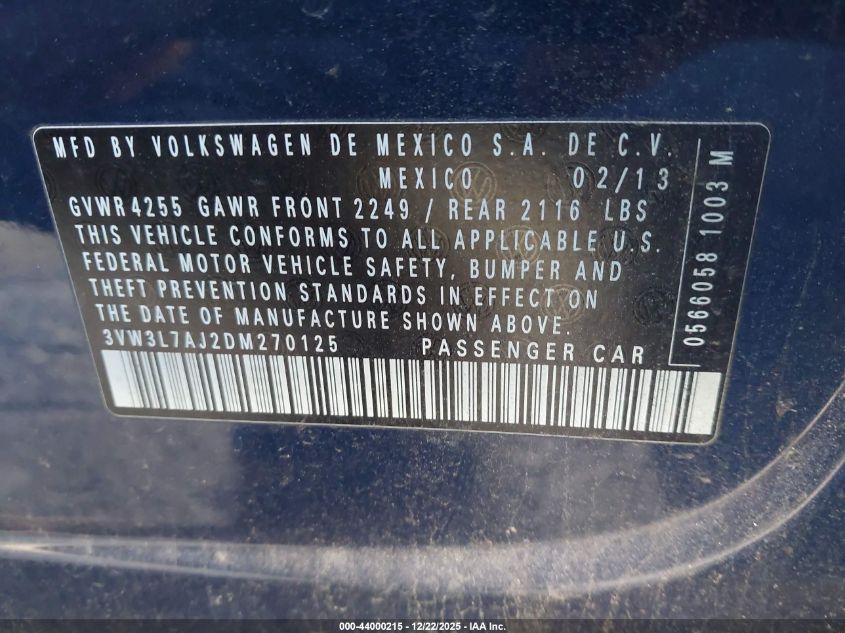 MFD BY VOLKSWAGEN DE MEXICO S.A. DE C.V.
MEXICO 02/13
GVWR 4255 GAWR FRONT 2249 / REAR 2116 LBS
THIS VEHICLE CONFORMS TO ALL APPLICABLE U.S.
FEDERAL MOTOR VEHICLE SAFETY, BUMPER AND
THEFT PREVENTION STANDARDS IN EFFECT ON
THE DATE OF MANUFACTURE SHOWN ABOVE.
3VW3L7AJ2DM270125 PASSENGER CAR
0566058 1003 M
000-44000215 - 12/22/2025 - IAA Inc.